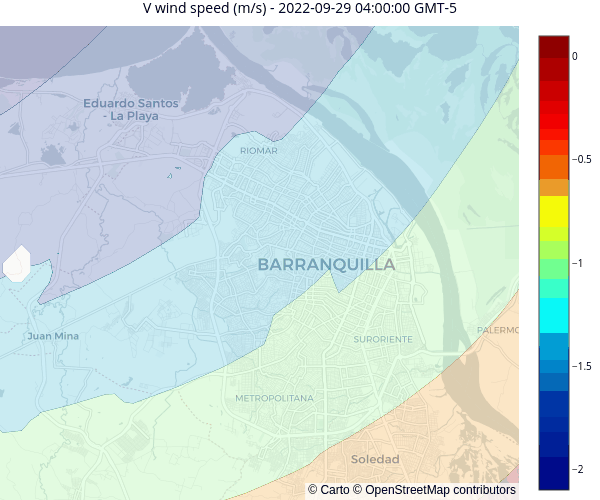 V wind speed (m/s) - 2022-09-29 04:00:00 GMT-5
0
−0.5
−1
−1.5
−2
Eduardo Santos
- La Playa
RIOMAR
BARRANQUILLA
Juan Mina
SURORIENTE
PALERMO
METROPOLITANA
Soledad
© Carto © OpenStreetMap contributors